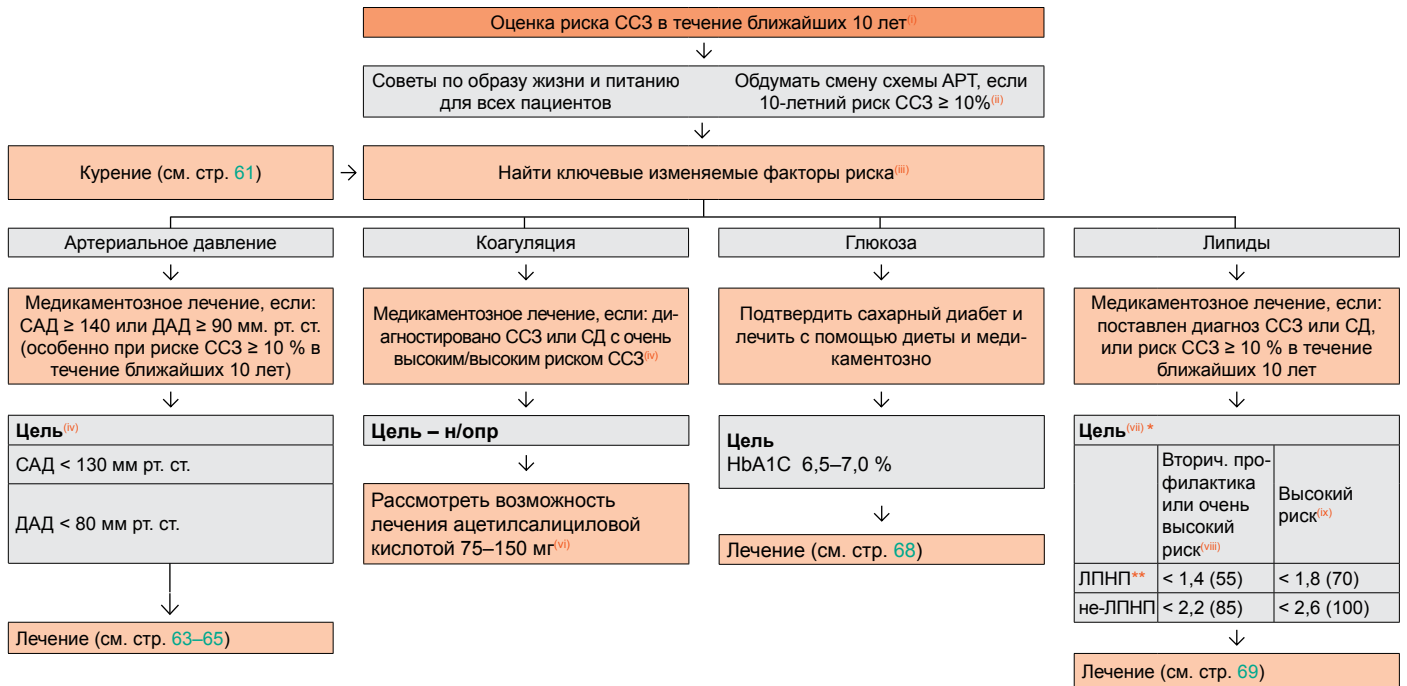 Оценка риска ССЗ в течение ближайших 10 лет(i)
Советы по образу жизни и питанию
для всех пациентов
Обдумать смену схемы АРТ, если
10-летний риск ССЗ ≥ 10%(ii)
Курение (см. стр. 61)
Найти ключевые изменяемые факторы риска(iii)
Артериальное давление
Медикаментозное лечение, если:
САД ≥ 140 или ДАД ≥ 90 мм. рт. ст.
(особенно при риске ССЗ ≥ 10 % в
течение ближайших 10 лет)
Цель(iv)
САД < 130 мм рт. ст.
ДАД < 80 мм рт. ст.
Лечение (см. стр. 63–65)
Коагуляция
Медикаментозное лечение, если: ди-
агностировано ССЗ или СД с очень
высоким/высоким риском ССЗ(iv)
Цель – н/опр
Рассмотреть возможность
лечения ацетилсалициловой
кислотой 75–150 мг(vi)
Глюкоза
Подтвердить сахарный диабет и
лечить с помощью диеты и меди-
каментозно
Цель
HbA1C 6,5–7,0 %
Лечение (см. стр. 68)
Липиды
Медикаментозное лечение, если:
поставлен диагноз ССЗ или СД,
или риск ССЗ ≥ 10 % в течение
ближайших 10 лет
Цель(vii) *
Вторич. про-
филактика
или очень
высокий
риск(viii)
Высокий
риск(ix)
ЛПНП** < 1,4 (55) < 1,8 (70)
не-ЛПНП < 2,2 (85) < 2,6 (100)
Лечение (см. стр. 69)